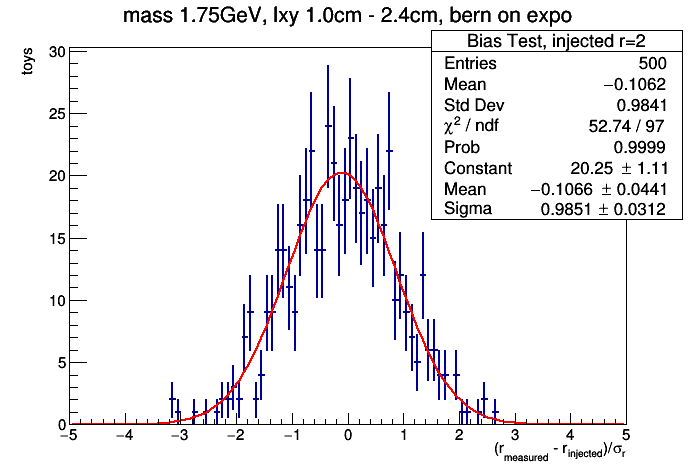 mass 1.75GeV, lxy 1.0cm - 2.4cm, bern on expo
Bias Test, injected r=2
Entries 500
Mean −0.1062
Std Dev 0.9841
χ² / ndf 52.74 / 97
Prob 0.9999
Constant 20.25 ± 1.11
Mean −0.1066 ± 0.0441
Sigma 0.9851 ± 0.0312
toys
30
25
20
15
10
5
0
−5 −4 −3 −2 −1 0 1 2 3 4 5
(r_measured - r_injected)/σ_r